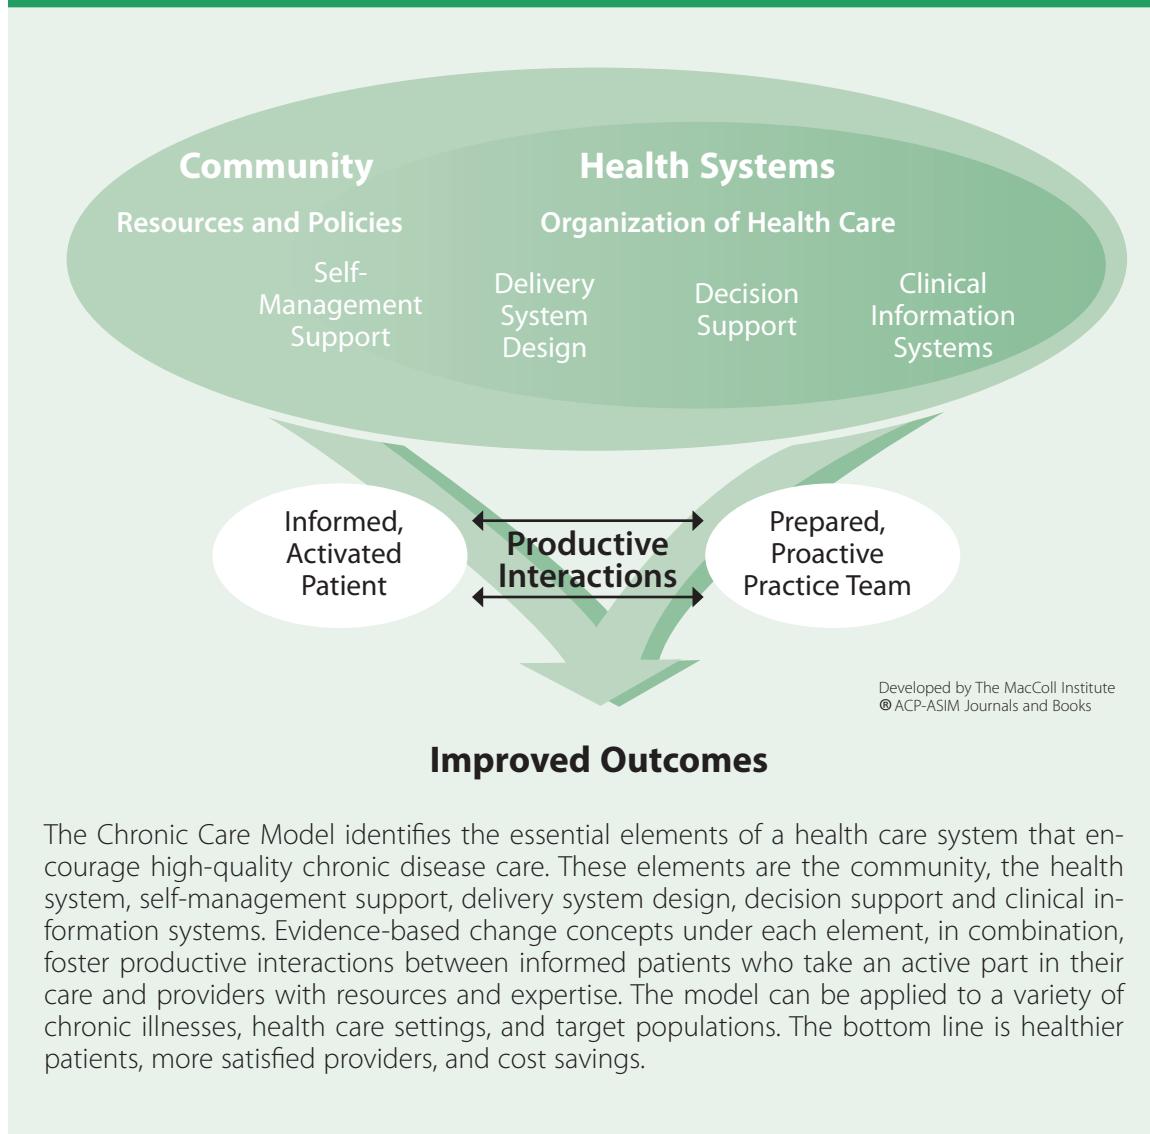 Community
Health Systems
Resources and Policies
Organization of Health Care
Self-
Management
Support
Delivery
System
Design
Decision
Support
Clinical
Information
Systems
Informed,
Activated
Patient
Productive
Interactions
Prepared,
Proactive
Practice Team
Developed by The MacColl Institute
® ACP-ASIM Journals and Books
Improved Outcomes
The Chronic Care Model identifies the essential elements of a health care system that en-
courage high-quality chronic disease care. These elements are the community, the health
system, self-management support, delivery system design, decision support and clinical in-
formation systems. Evidence-based change concepts under each element, in combination,
foster productive interactions between informed patients who take an active part in their
care and providers with resources and expertise. The model can be applied to a variety of
chronic illnesses, health care settings, and target populations. The bottom line is healthier
patients, more satisfied providers, and cost savings.